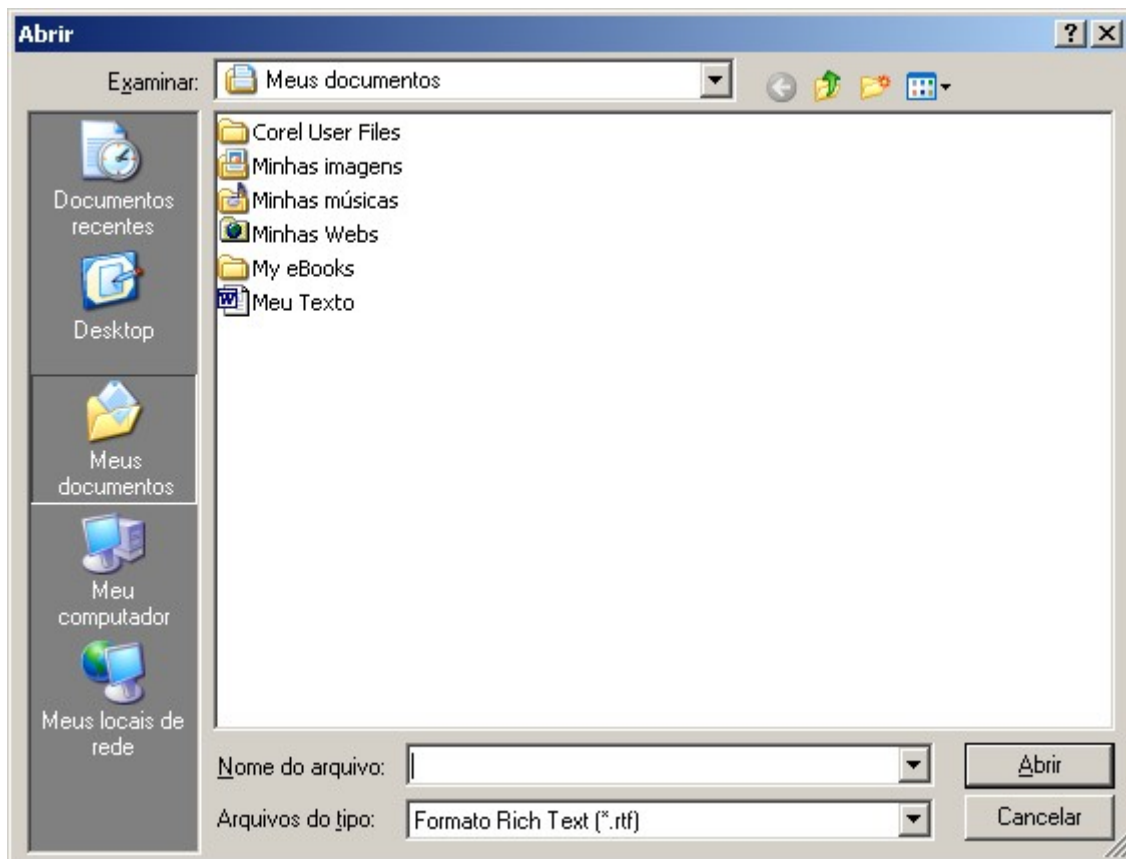 Abrir
Examinar:
Meus documentos
Documentos
recentes
Desktop
Meus
documentos
Meu
computador
Meus locais de
rede
Corel User Files
Minhas imagens
Minhas músicas
Minhas Webs
My eBooks
Meu Texto
Nome do arquivo:
Abrir
Arquivos do tipo:
Formato Rich Text (*.rtf)
Cancelar